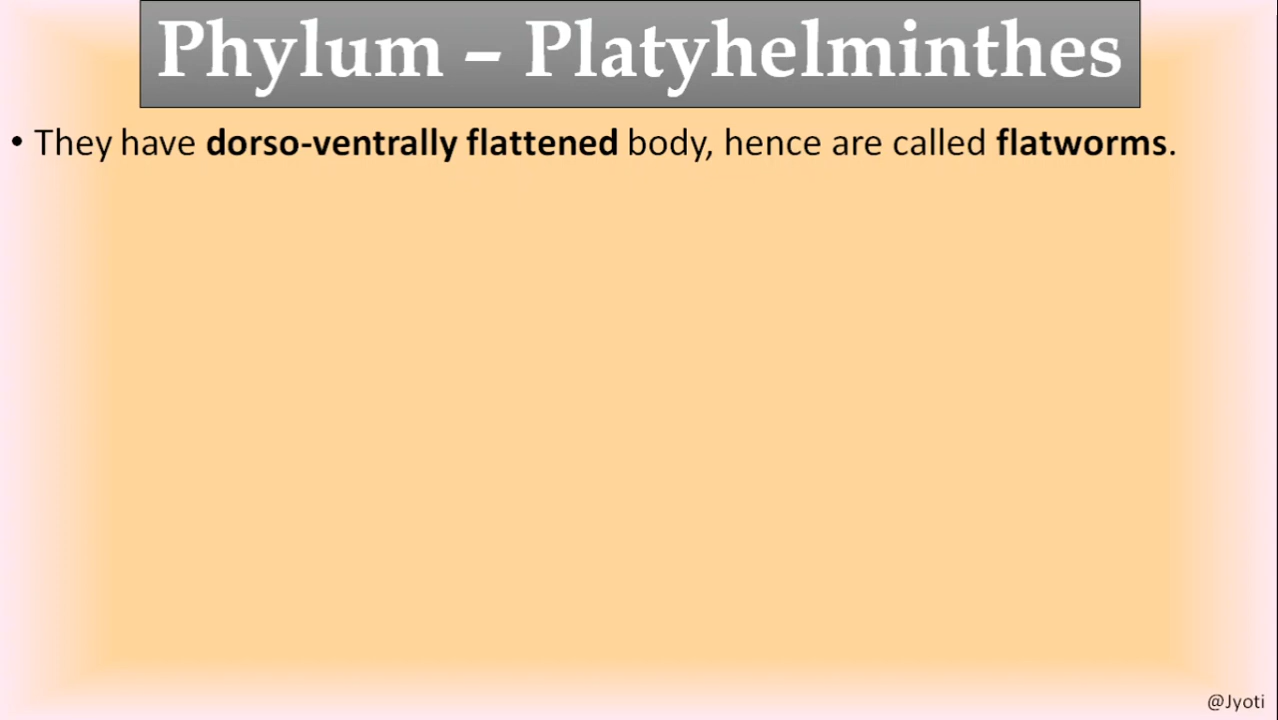 Phylum – Platyhelminthes
• They have dorso-ventrally flattened body, hence are called flatworms.
@Jyoti